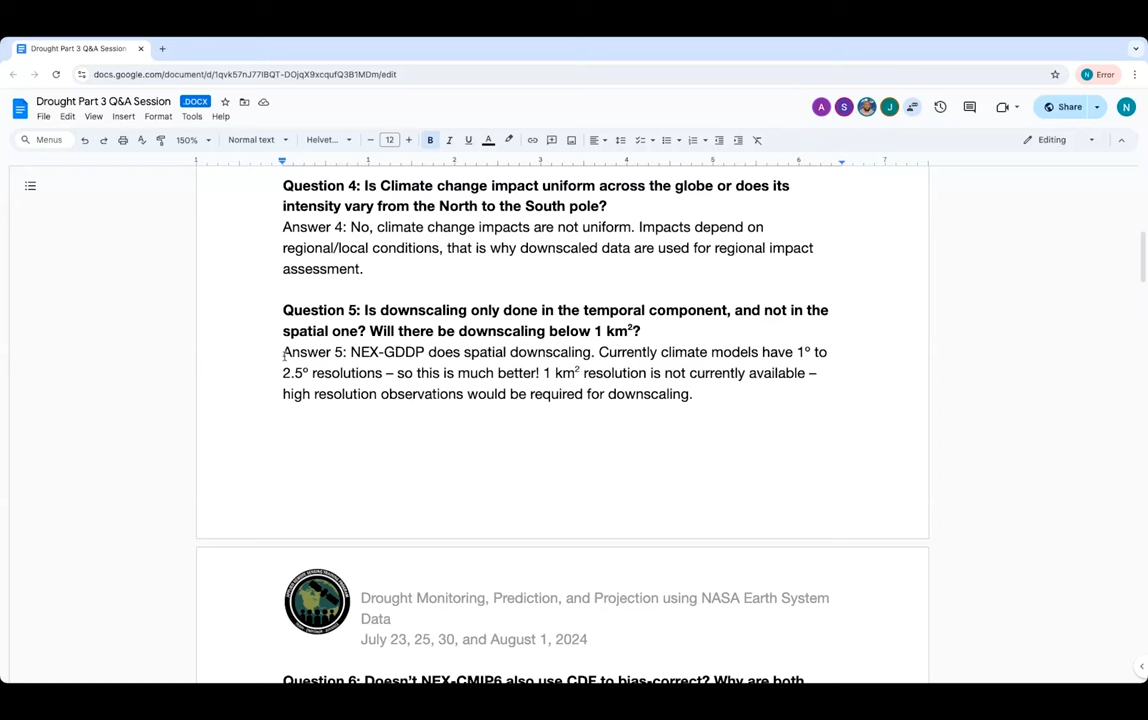 Drought Part 3 Q&A Session
docs.google.com/document/d/1qvk57nJ77IBQT-DOjqX9xcqufQ3B1MDm/edit
N Error
Drought Part 3 Q&A Session .DOCX
File Edit View Insert Format Tools Help
A S J Share N
Menus 150% Normal text Helvet... 12 B I U A Editing
1 1 2 3 4 5 6 7
Question 4: Is Climate change impact uniform across the globe or does its
intensity vary from the North to the South pole?
Answer 4: No, climate change impacts are not uniform. Impacts depend on
regional/local conditions, that is why downscaled data are used for regional impact
assessment.
Question 5: Is downscaling only done in the temporal component, and not in the
spatial one? Will there be downscaling below 1 km²?
Answer 5: NEX-GDDP does spatial downscaling. Currently climate models have 1º to
2.5º resolutions – so this is much better! 1 km² resolution is not currently available –
high resolution observations would be required for downscaling.
Drought Monitoring, Prediction, and Projection using NASA Earth System
Data
July 23, 25, 30, and August 1, 2024
Question 6: Doesn't NEX-CMIP6 also use CDF to bias-correct? Why are both